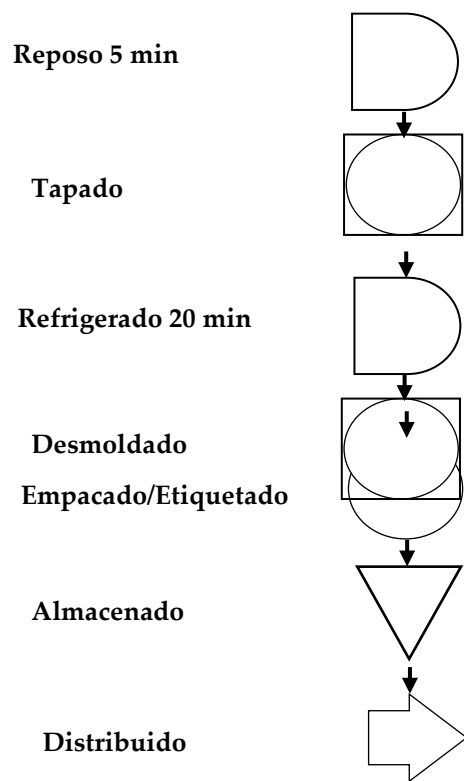 Reposo 5 min
Tapado
Refrigerado 20 min
Desmoldado
Empacado/Etiquetado
Almacenado
Distribuido